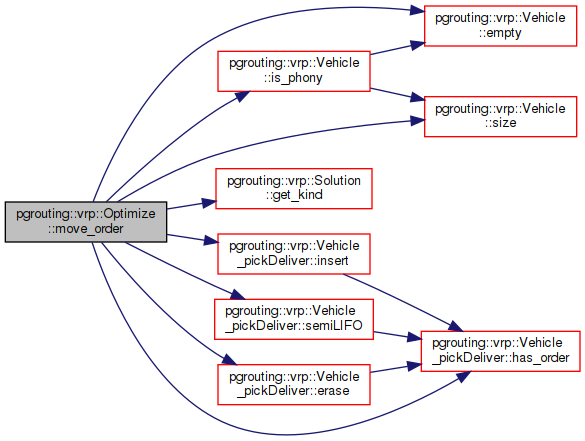 pgrouting::vrp::Optimize
::move_order
pgrouting::vrp::Vehicle
::empty
pgrouting::vrp::Vehicle
::is_phony
pgrouting::vrp::Vehicle
::size
pgrouting::vrp::Solution
::get_kind
pgrouting::vrp::Vehicle
_pickDeliver::insert
pgrouting::vrp::Vehicle
_pickDeliver::semiLIFO
pgrouting::vrp::Vehicle
_pickDeliver::has_order
pgrouting::vrp::Vehicle
_pickDeliver::erase